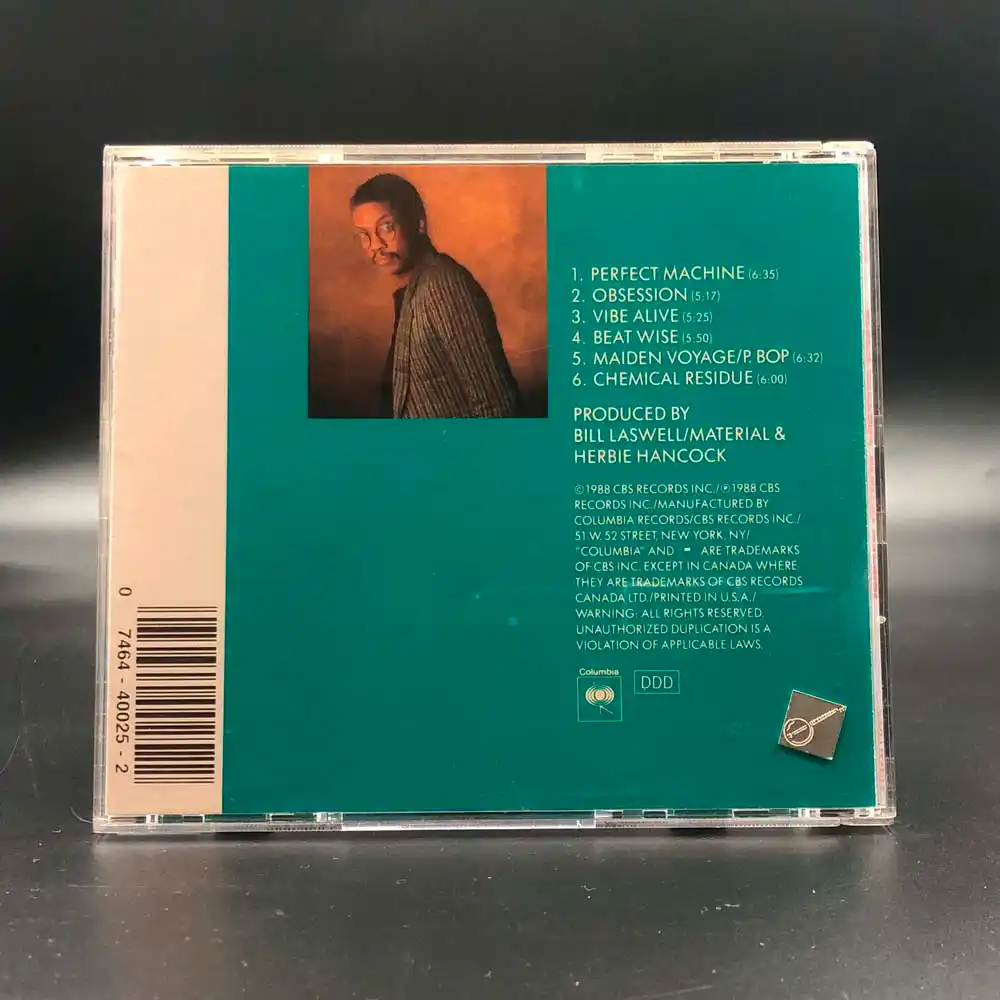 1. PERFECT MACHINE (6:35)
2. OBSESSION (5:17)
3. VIBE ALIVE (5:25)
4. BEAT WISE (5:50)
5. MAIDEN VOYAGE/P. BOP (6:32)
6. CHEMICAL RESIDUE (6:00)
PRODUCED BY
BILL LASWELL/MATERIAL &
HERBIE HANCOCK
©1988 CBS RECORDS INC./℗1988 CBS
RECORDS INC./MANUFACTURED BY
COLUMBIA RECORDS/CBS RECORDS INC./
51 W. 52 STREET, NEW YORK, NY/
"COLUMBIA" AND ARE TRADEMARKS
OF CBS INC. EXCEPT IN CANADA WHERE
THEY ARE TRADEMARKS OF CBS RECORDS
CANADA LTD./PRINTED IN U.S.A./
WARNING: ALL RIGHTS RESERVED.
UNAUTHORIZED DUPLICATION IS A
VIOLATION OF APPLICABLE LAWS.
Columbia
DDD
0 7464-40025-2